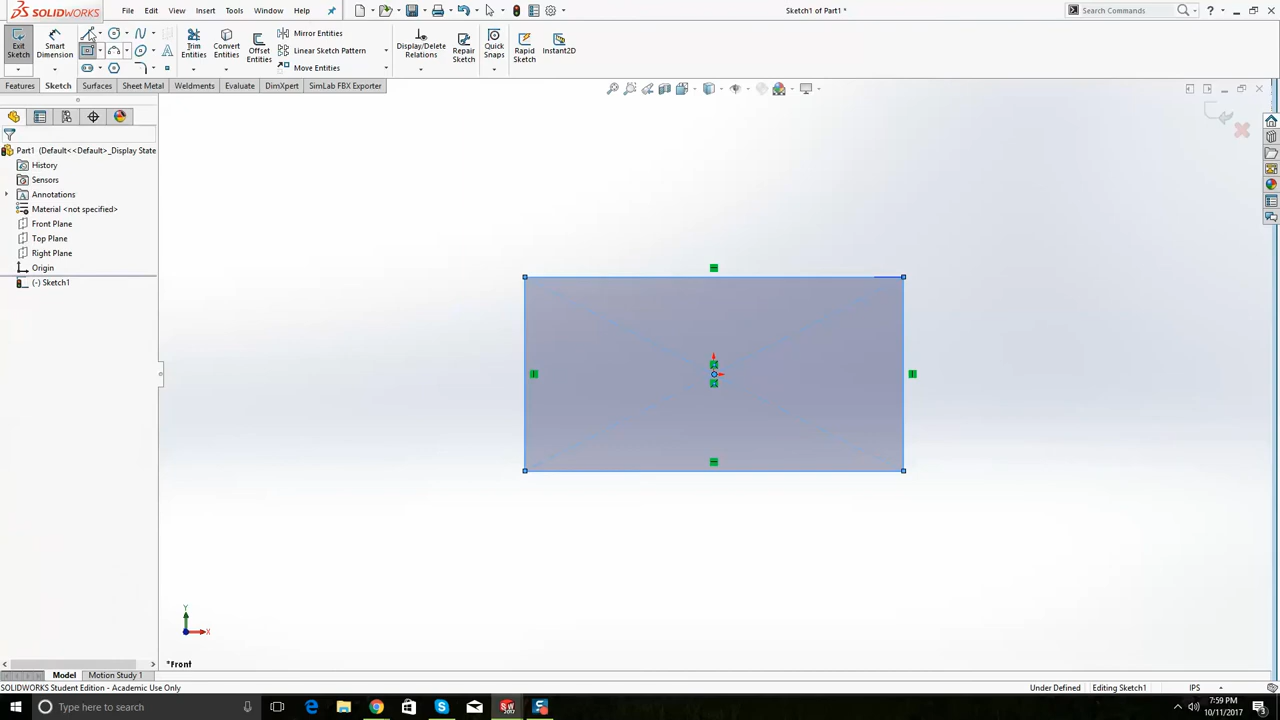 SOLIDWORKS
File Edit View Insert Tools Window Help
Sketch1 of Part1 *
Search Commands
Exit Sketch
Smart Dimension
Trim Entities
Convert Entities
Offset Entities
Mirror Entities
Linear Sketch Pattern
Move Entities
Display/Delete Relations
Repair Sketch
Quick Snaps
Rapid Sketch
Instant2D
Features Sketch Surfaces Sheet Metal Weldments Evaluate DimXpert SimLab FBX Exporter
Part1 (Default<<Default>_Display State
History
Sensors
Annotations
Material <not specified>
Front Plane
Top Plane
Right Plane
Origin
(-) Sketch1
Y
X
*Front
Model Motion Study 1
SOLIDWORKS Student Edition - Academic Use Only
Under Defined Editing Sketch1 IPS
Type here to search
7:59 PM
10/11/2017